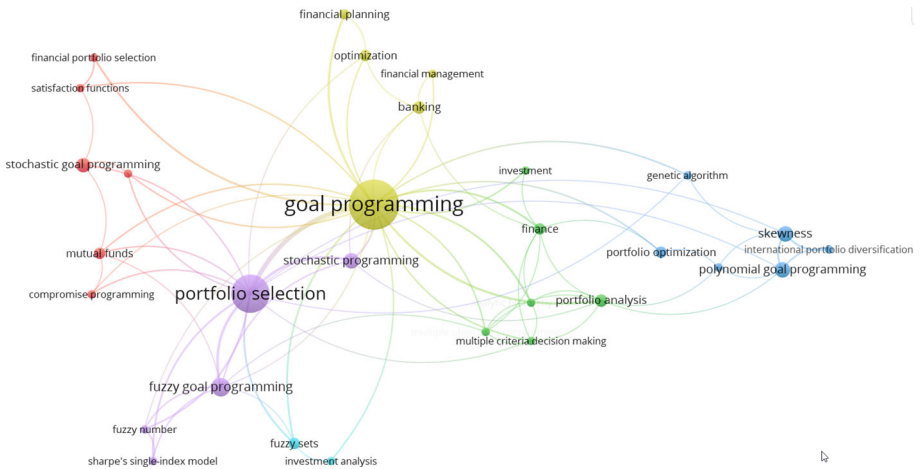 financial planning
financial portfolio selection
optimization
financial management
satisfaction functions
banking
stochastic goal programming
investment
genetic algorithm
goal programming
finance
skewness
mutual funds
stochastic programming
portfolio optimization
international portfolio diversification
polynomial goal programming
compromise programming
portfolio selection
portfolio analysis
multiple criteria decision making
fuzzy goal programming
fuzzy number
fuzzy sets
sharpe's single-index model
investment analysis